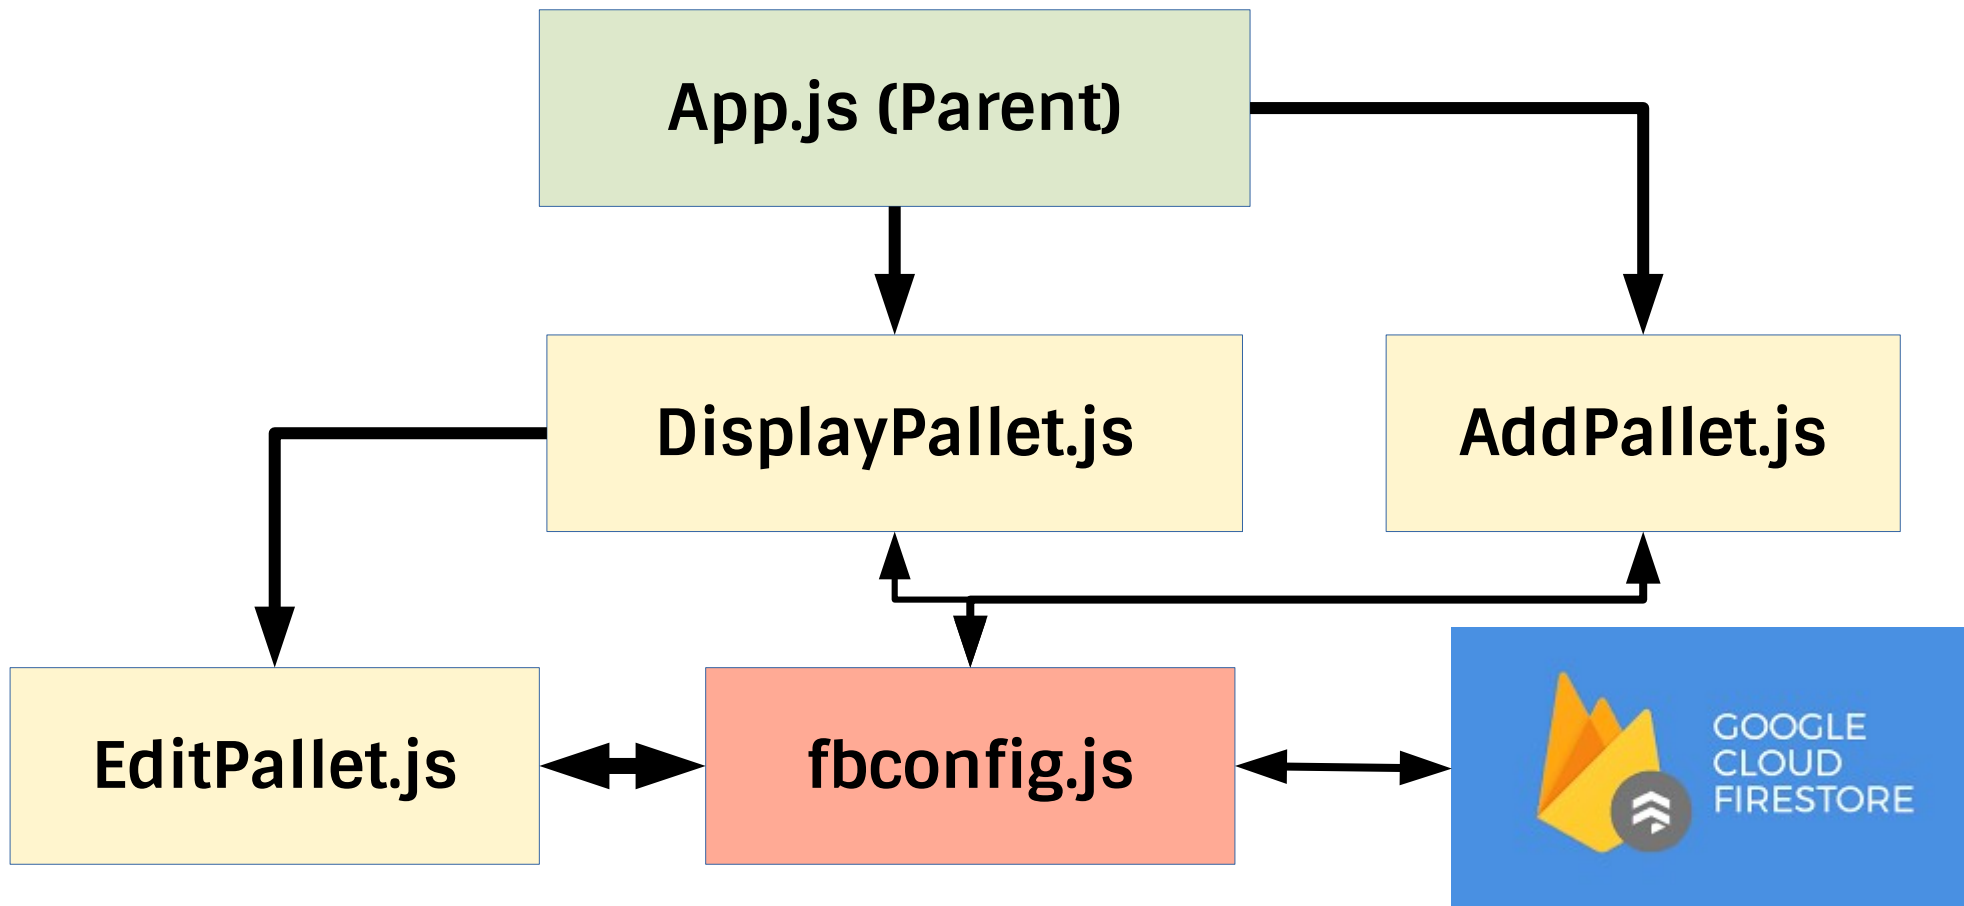 App.js (Parent)
DisplayPallet.js
AddPallet.js
EditPallet.js
fbconfig.js
GOOGLE
CLOUD
FIRESTORE